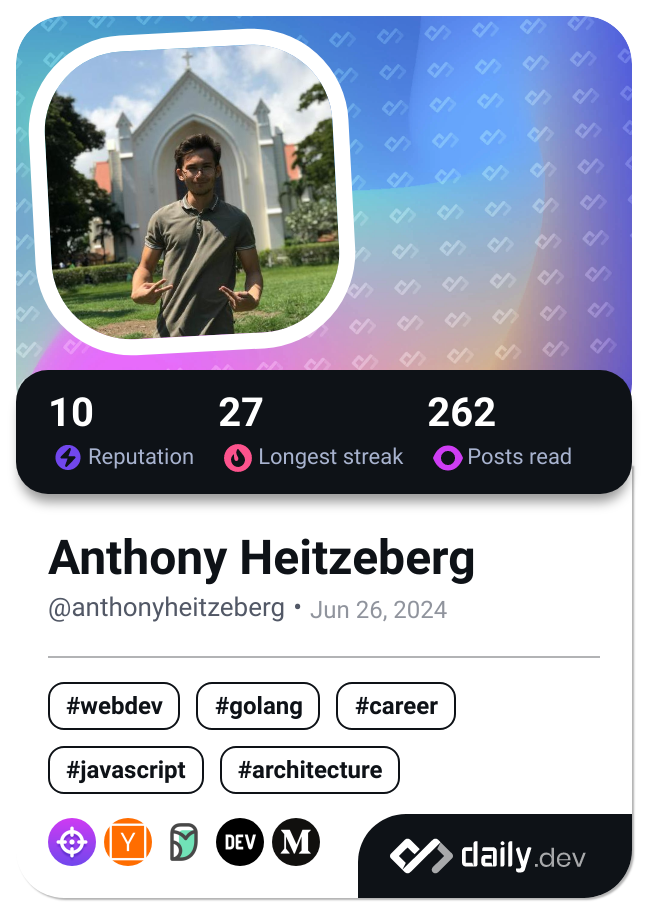 10 27 262
Reputation Longest streak Posts read
Anthony Heitzeberg
@anthonyheitzeberg • Jun 26, 2024
#webdev #golang #career
#javascript #architecture
Y DEV M
daily.dev